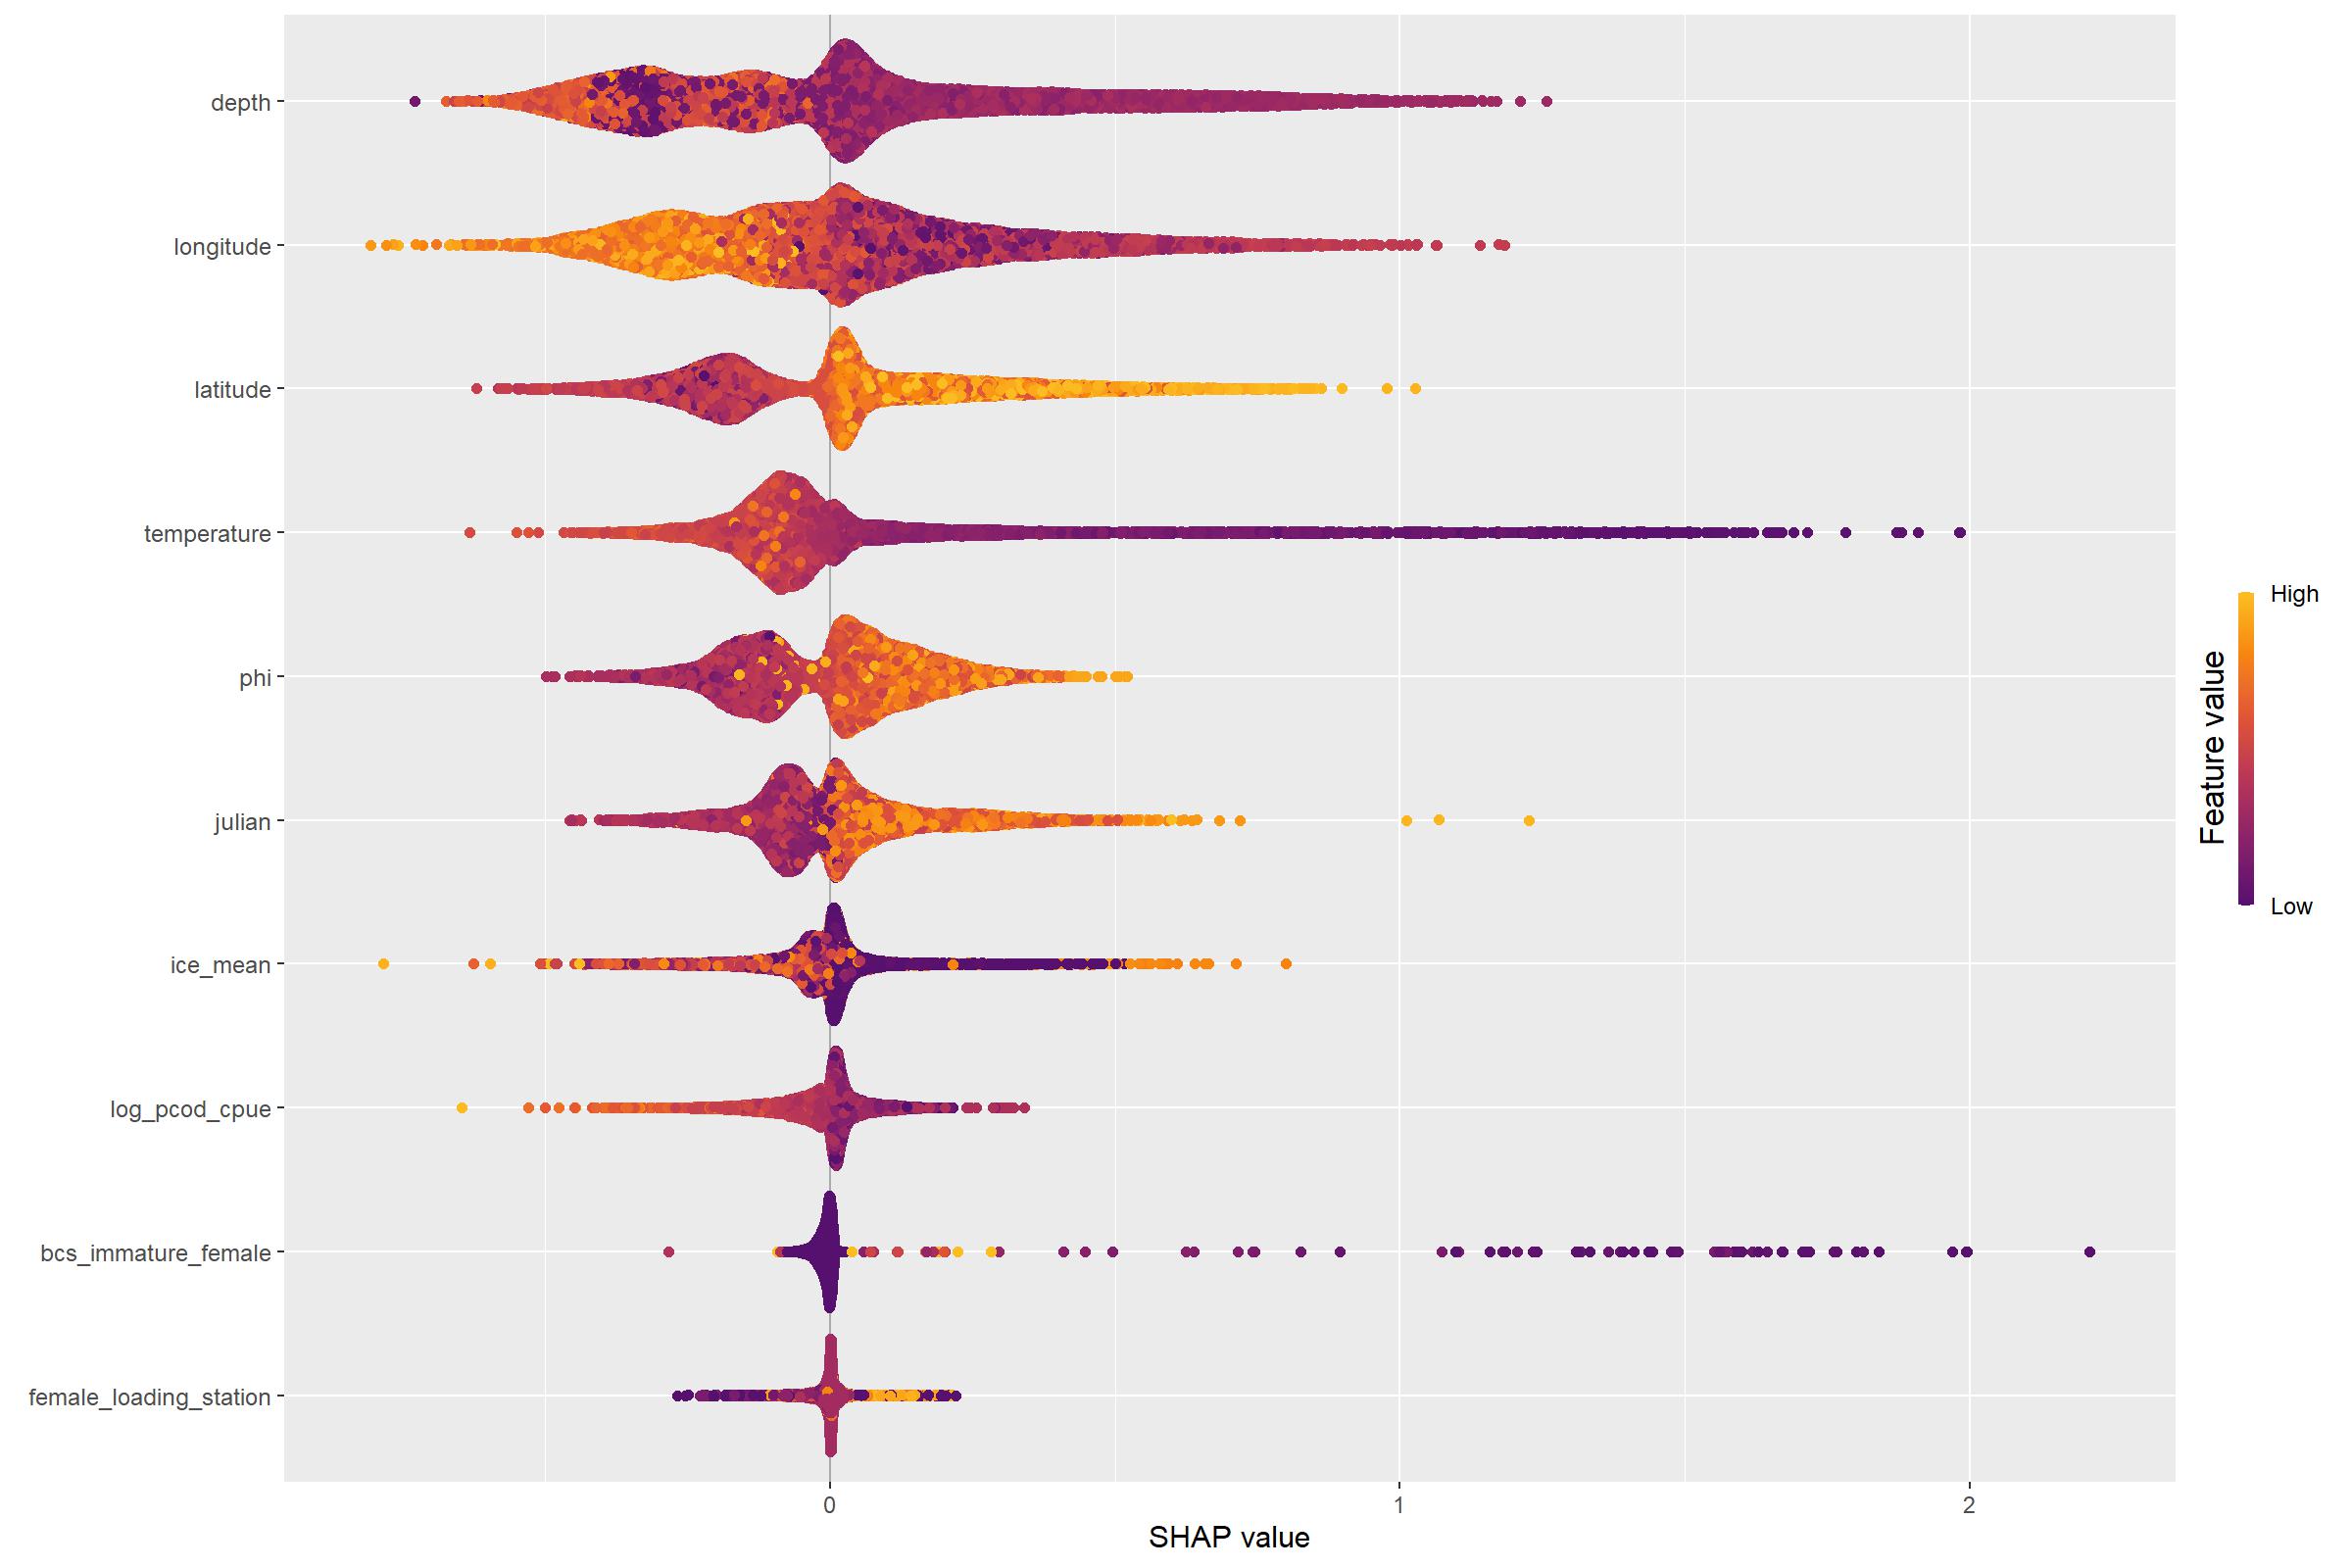 depth
longitude
latitude
temperature
phi
julian
ice_mean
log_pcod_cpue
bcs_immature_female
female_loading_station
0
1
2
SHAP value
Feature value
High
Low